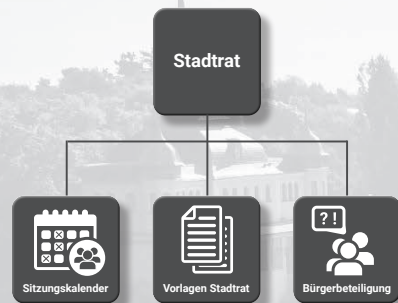 Stadtrat
?!
Sitzungskalender
Vorlagen Stadtrat
Bürgerbeteiligung